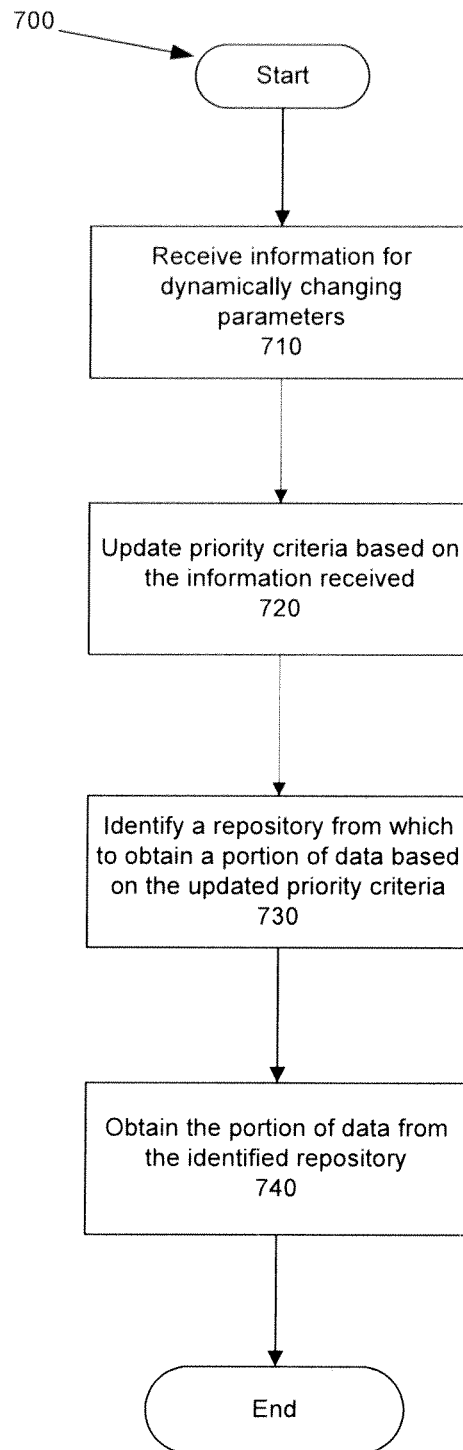 700
Start
Receive information for
dynamically changing
parameters
710
Update priority criteria based on
the information received
720
Identify a repository from which
to obtain a portion of data based
on the updated priority criteria
730
Obtain the portion of data from
the identified repository
740
End